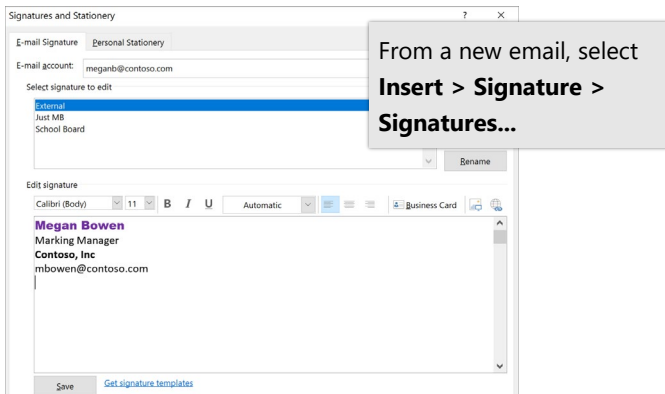 Signatures and Stationery ? ×
E-mail Signature Personal Stationery
E-mail account: meganb@contoso.com
Select signature to edit
External
Just MB
School Board
Rename
From a new email, select
Insert > Signature >
Signatures...
Edit signature
Calibri (Body) 11 B I U Automatic Business Card
Megan Bowen
Marking Manager
Contoso, Inc
mbowen@contoso.com
Save Get signature templates